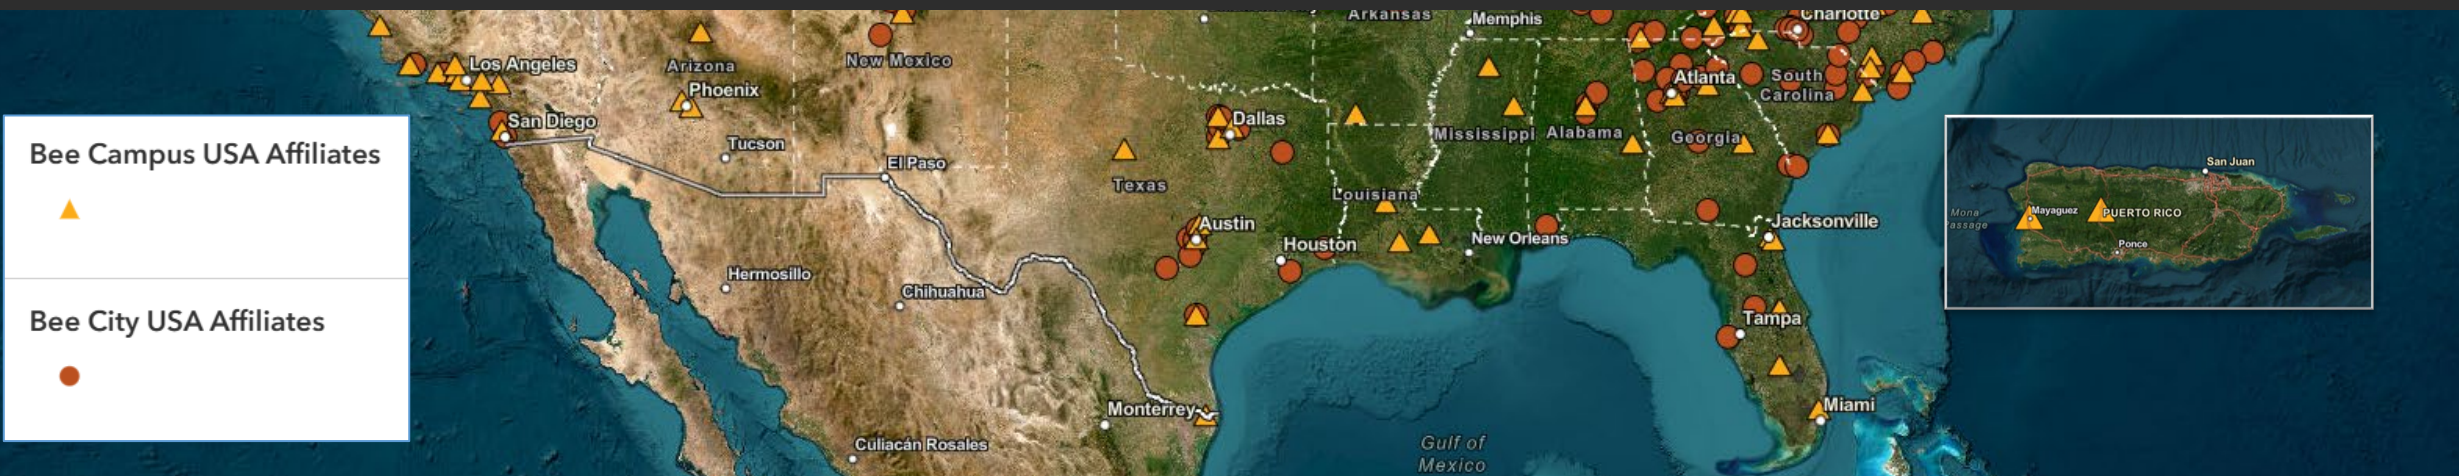 Arkansas
Memphis
Charlotte
Los Angeles
Arizona
New Mexico
Phoenix
Atlanta
South
Carolina
San Diego
Dallas
Mississippi
Alabama
Georgia
Tucson
El Paso
Texas
Louisiana
Austin
Houston
New Orleans
Jacksonville
Hermosillo
Chihuahua
Tampa
Monterrey
Miami
Culiacán Rosales
Gulf of
Mexico
Bee Campus USA Affiliates
Bee City USA Affiliates
San Juan
Mona
assage
Mayaguez
PUERTO RICO
Ponce